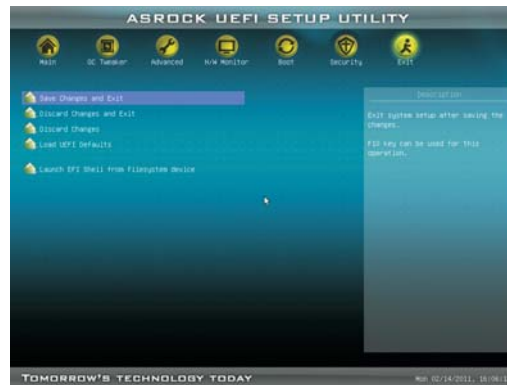 ASROCK UEFI SETUP UTILITY
Main OC Tweaker Advanced H/W Monitor Boot Security Exit
Save Changes and Exit
Discard Changes and Exit
Discard Changes
Load UEFI Defaults
Launch EFI Shell from Filesystem device
Description
Exit system setup after saving the
changes.
F10 key can be used for this
operation.
TOMORROW'S TECHNOLOGY TODAY
Mon 02/14/2011,